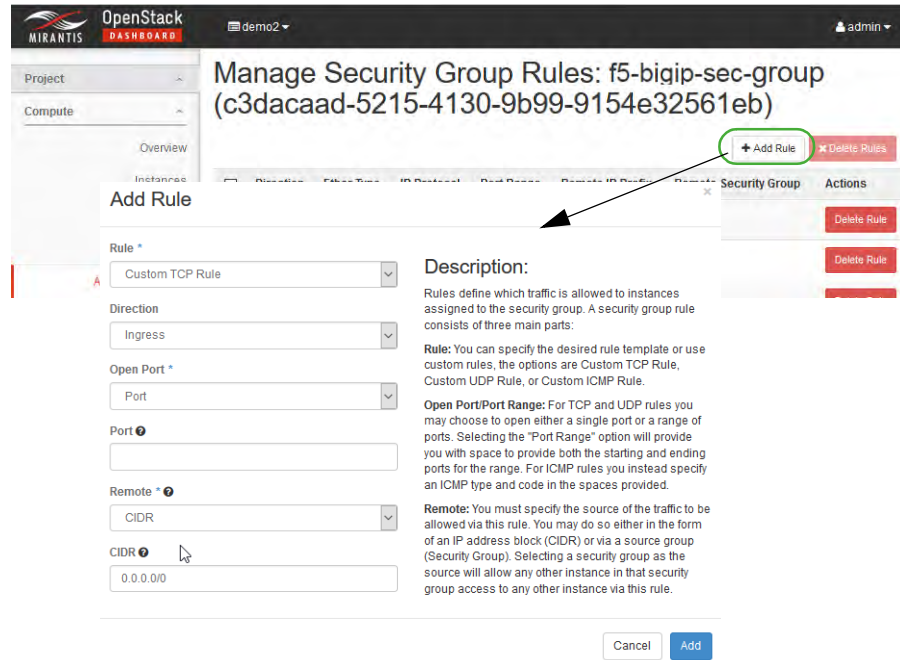 MIRANTIS
OpenStack
DASHBOARD
demo2
admin
Project
Compute
Overview
Instances
Manage Security Group Rules: f5-bigip-sec-group
(c3dacaad-5215-4130-9b99-9154e32561eb)
Add Rule
Delete Rules
Direction Ether Type IP Protocol Port Range Remote IP Prefix Remote Security Group Actions
Delete Rule
Delete Rule
A
Add Rule
×
Rule *
Custom TCP Rule
Direction
Ingress
Open Port *
Port
Port
Remote *
CIDR
CIDR
0.0.0.0/0
Description:
Rules define which traffic is allowed to instances
assigned to the security group. A security group rule
consists of three main parts:
Rule: You can specify the desired rule template or use
custom rules, the options are Custom TCP Rule,
Custom UDP Rule, or Custom ICMP Rule.
Open Port/Port Range: For TCP and UDP rules you
may choose to open either a single port or a range of
ports. Selecting the "Port Range" option will provide
you with space to provide both the starting and ending
ports for the range. For ICMP rules you instead specify
an ICMP type and code in the spaces provided.
Remote: You must specify the source of the traffic to be
allowed via this rule. You may do so either in the form
of an IP address block (CIDR) or via a source group
(Security Group). Selecting a security group as the
source will allow any other instance in that security
group access to any other instance via this rule.
Cancel
Add